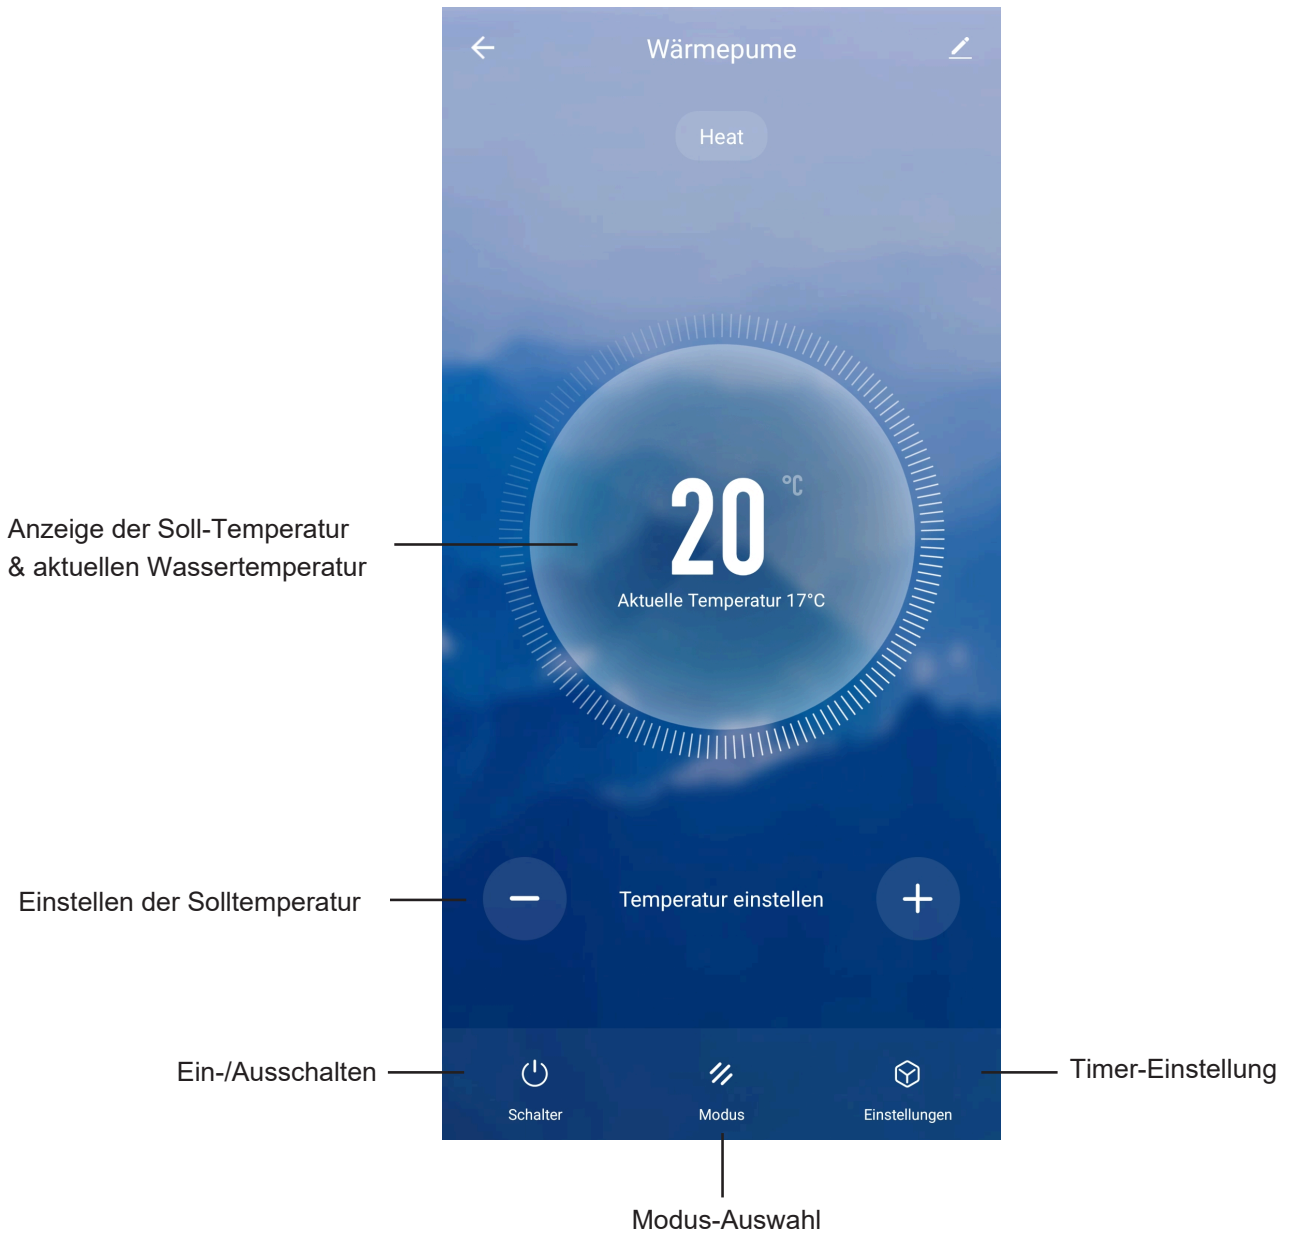 Wärmepume
Heat
20 °C
Aktuelle Temperatur 17°C
Anzeige der Soll-Temperatur
& aktuellen Wassertemperatur
Einstellen der Solltemperatur
Temperatur einstellen
Ein-/Ausschalten
Timer-Einstellung
Schalter
Modus
Einstellungen
Modus-Auswahl